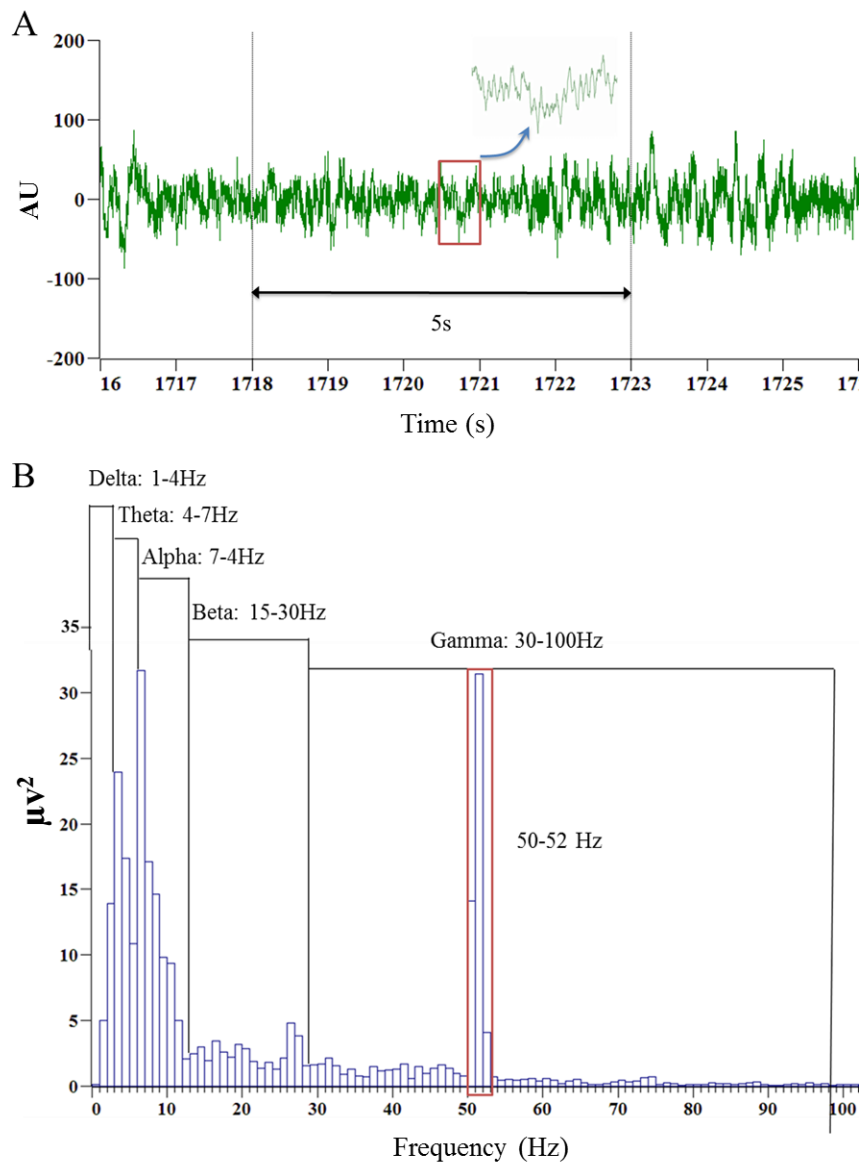 A
200
100
0
-100
-200
AU
5s
16 1717 1718 1719 1720 1721 1722 1723 1724 1725 17
Time (s)
B
Delta: 1-4Hz
Theta: 4-7Hz
Alpha: 7-4Hz
Beta: 15-30Hz
Gamma: 30-100Hz
35
30
25
20
15
10
5
0
μv²
50-52 Hz
0 10 20 30 40 50 60 70 80 90 100
Frequency (Hz)